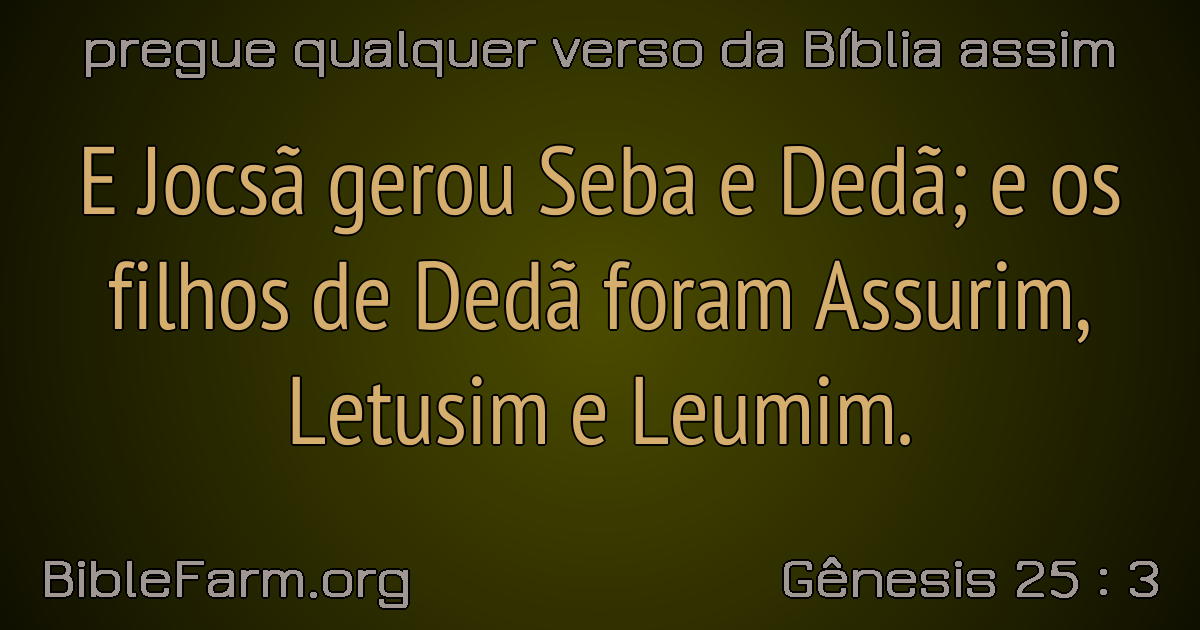 pregue qualquer verso da Bíblia assim
E Jocsã gerou Seba e Dedã; e os
filhos de Dedã foram Assurim,
Letusim e Leumim.
BibleFarm.org
Gênesis 25 : 3